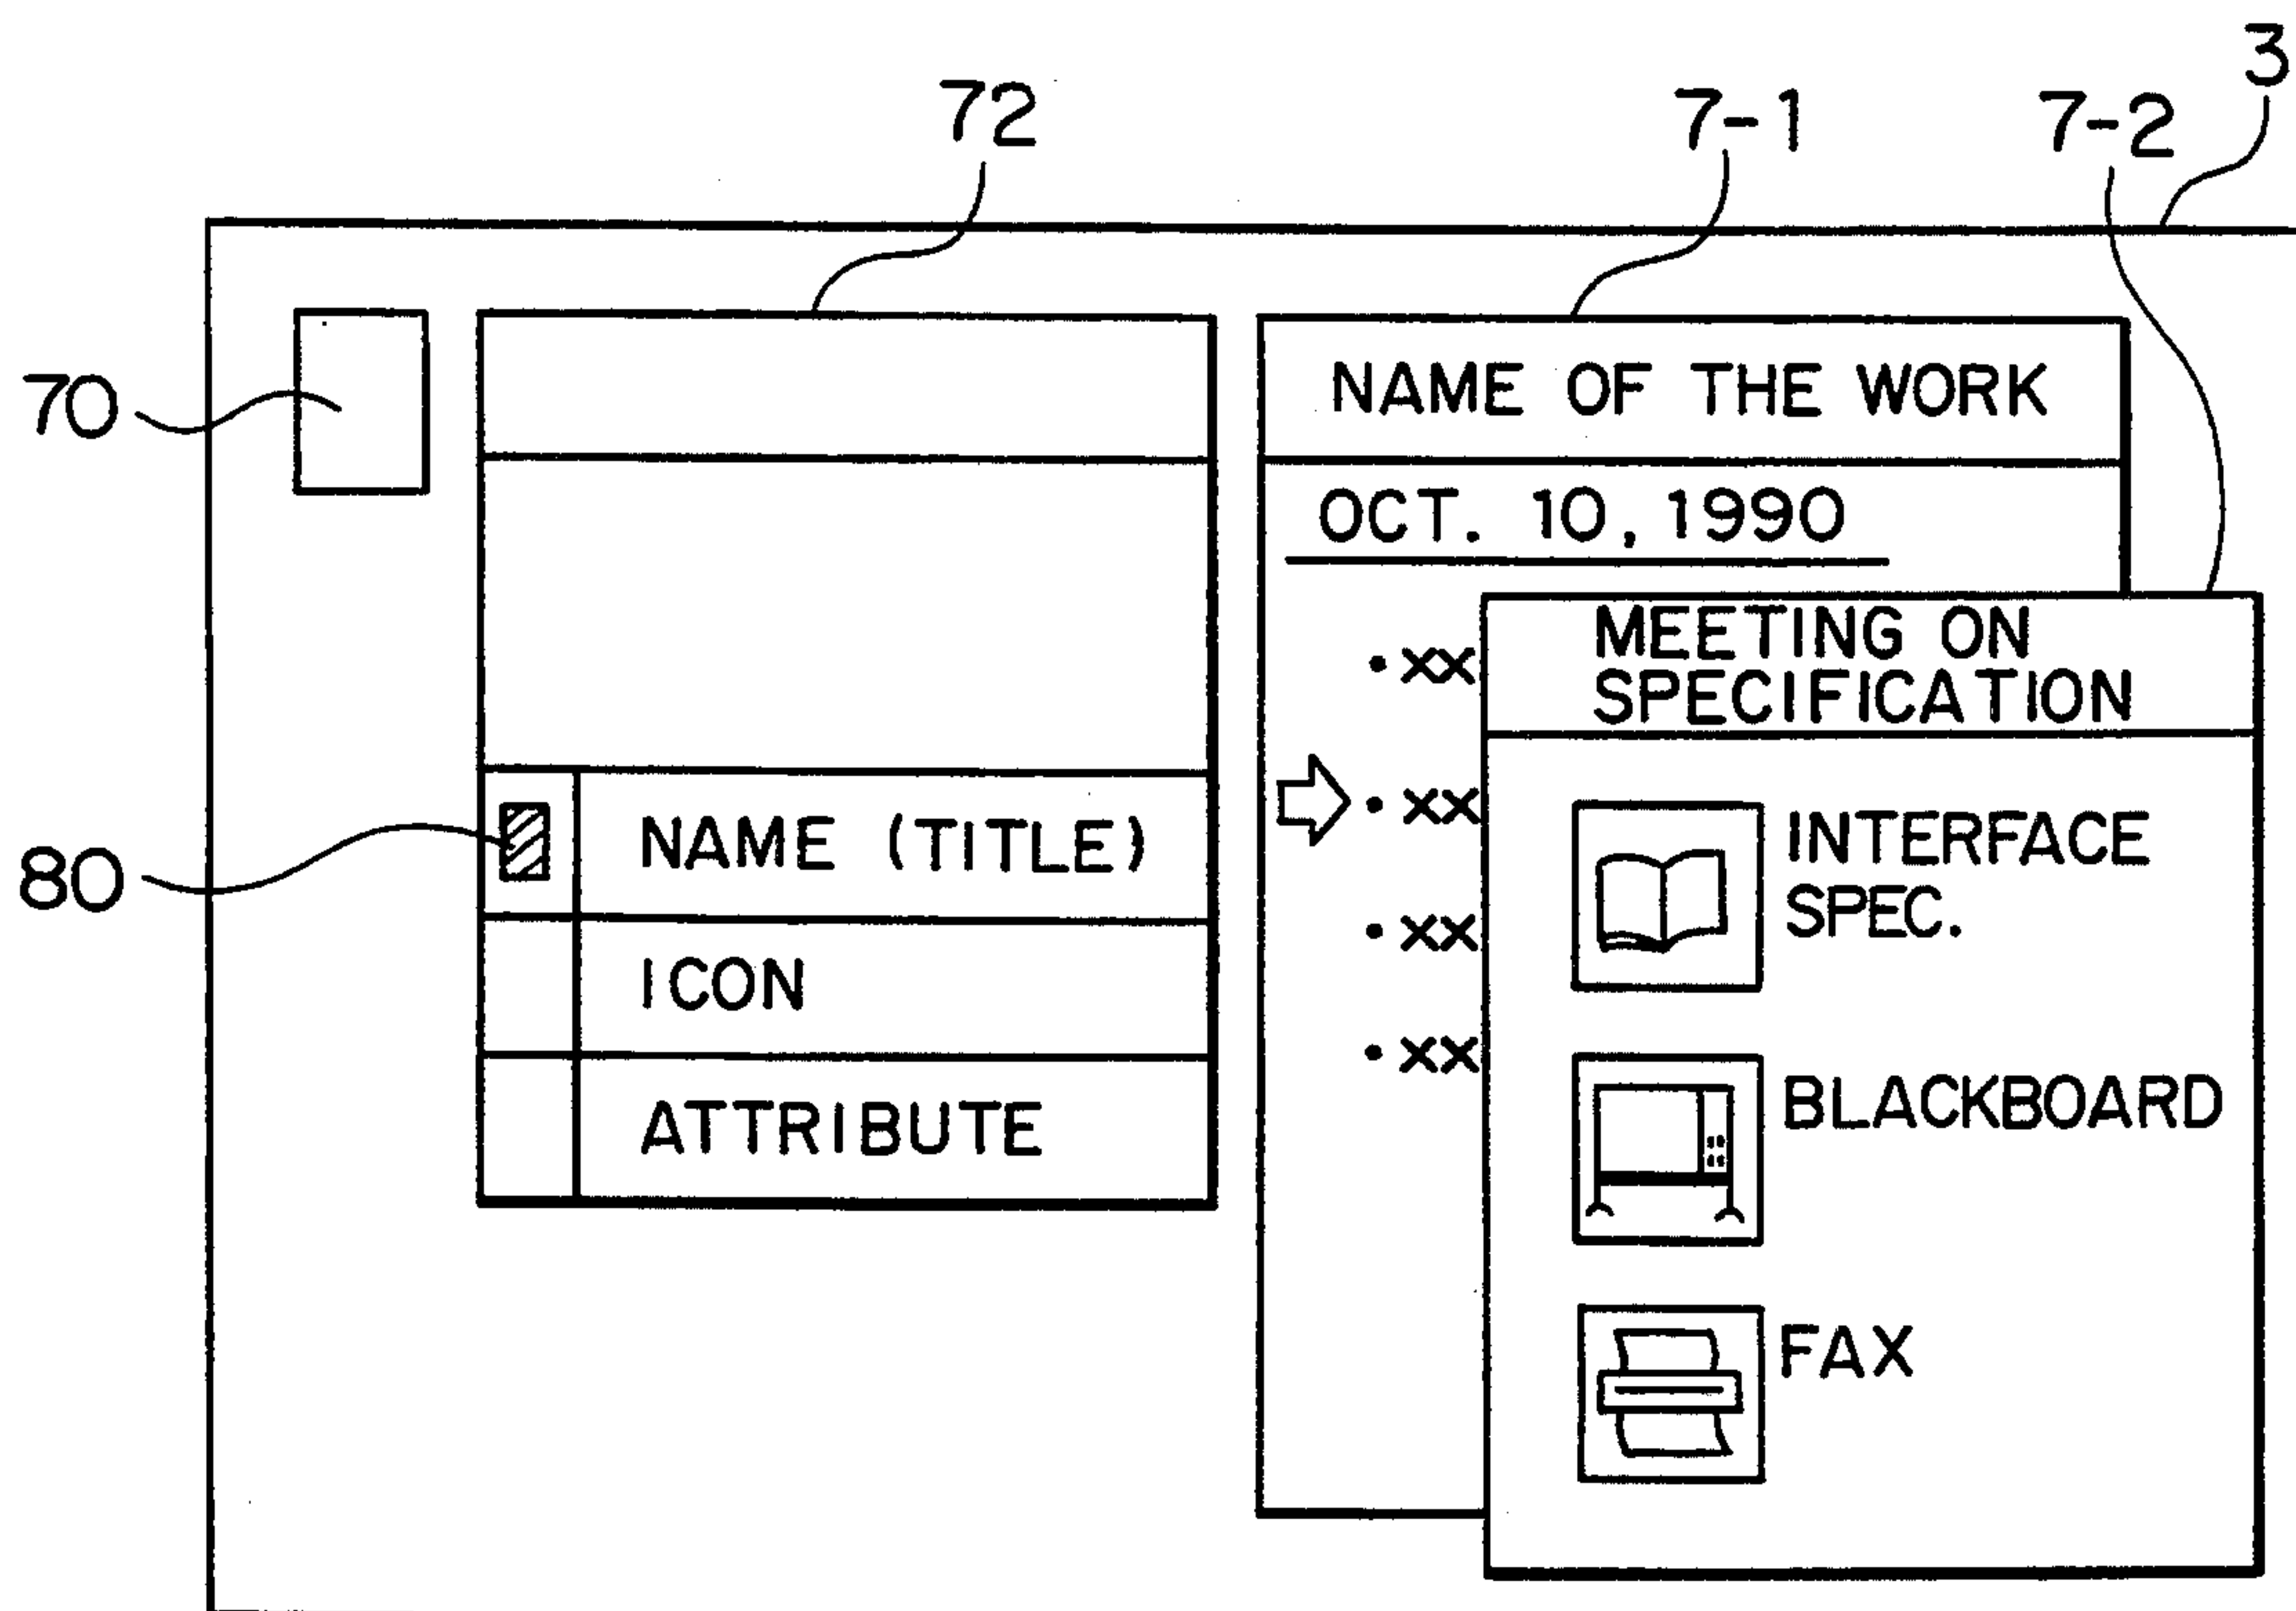 3
72
7-1
7-2
70
NAME OF THE WORK
OCT. 10, 1990
MEETING ON
SPECIFICATION
• xx
• xx
• xx
• xx
80
NAME (TITLE)
ICON
ATTRIBUTE
INTERFACE
SPEC.
BLACKBOARD
FAX